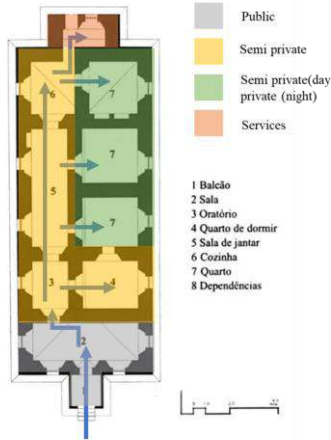 Public
Semi private
Semi private(day
private (night)
Services
1 Balcão
2 Sala
3 Oratório
4 Quarto de dormir
5 Sala de jantar
6 Cozinha
7 Quarto
8 Dependências
6
7
7
5
7
3
4
2
1